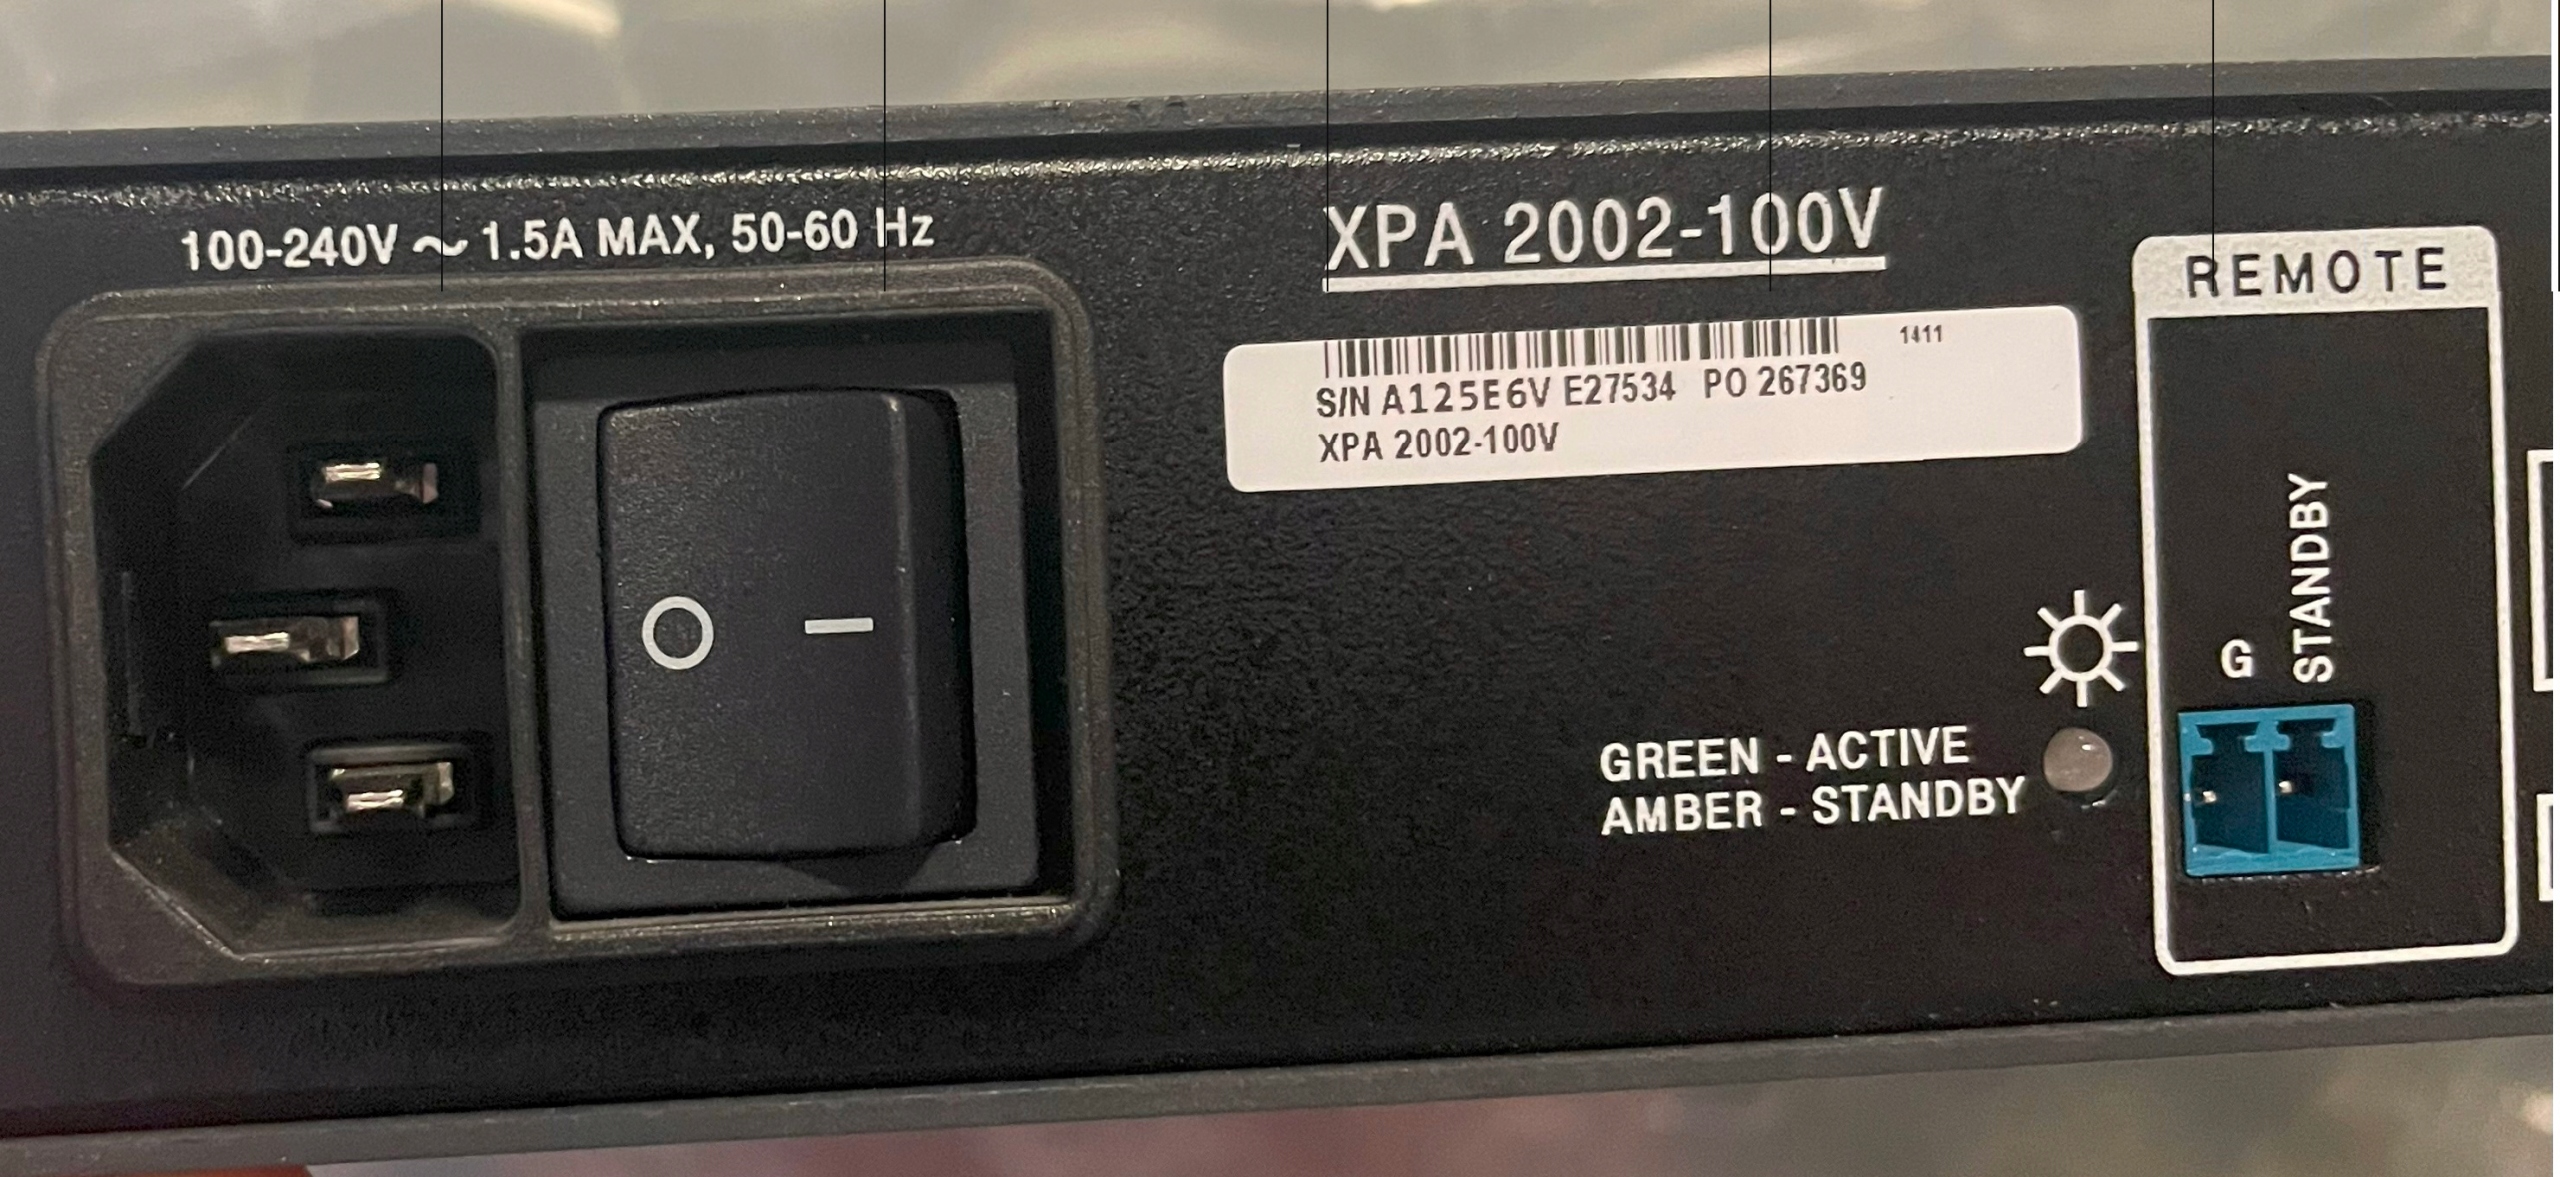 100-240V ~ 1.5A MAX, 50-60 Hz
XPA 2002-100V
1411
S/N A125E6V E27534 PO 267369
XPA 2002-100V
REMOTE
G STANDBY
GREEN - ACTIVE
AMBER - STANDBY